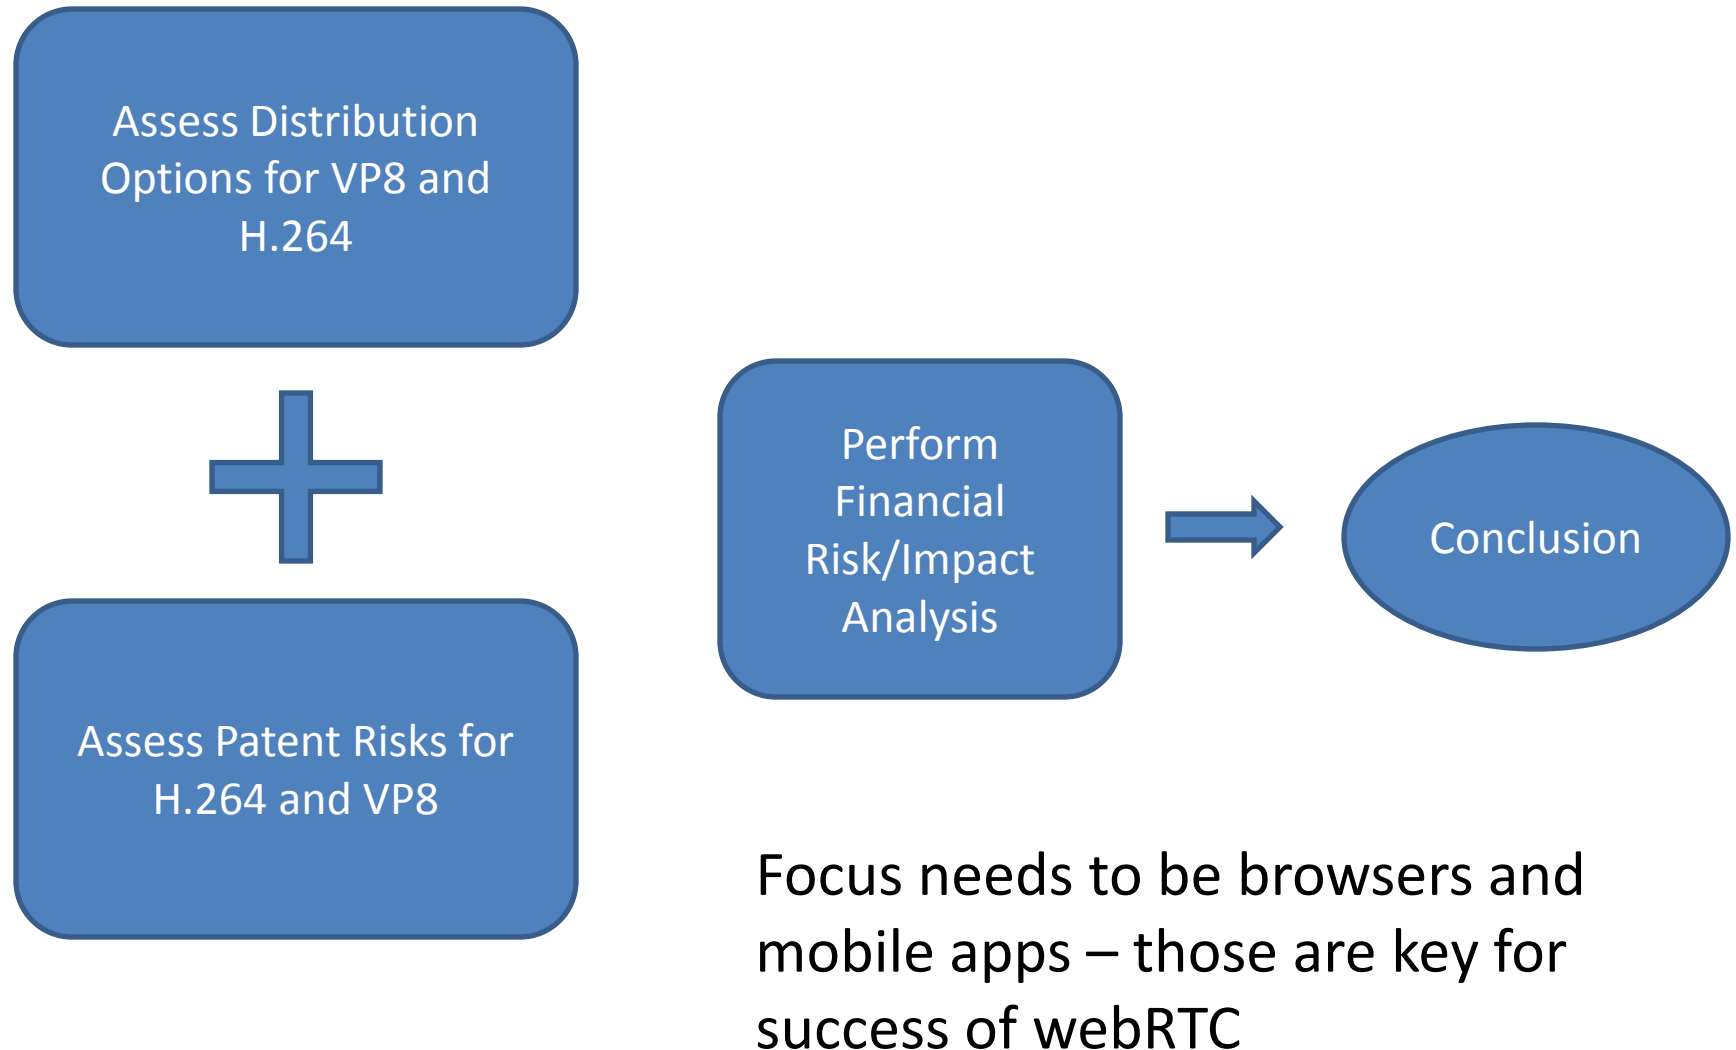 Assess Distribution
Options for VP8 and
H.264
Assess Patent Risks for
H.264 and VP8
Perform
Financial
Risk/Impact
Analysis
Conclusion
Focus needs to be browsers and
mobile apps – those are key for
success of webRTC